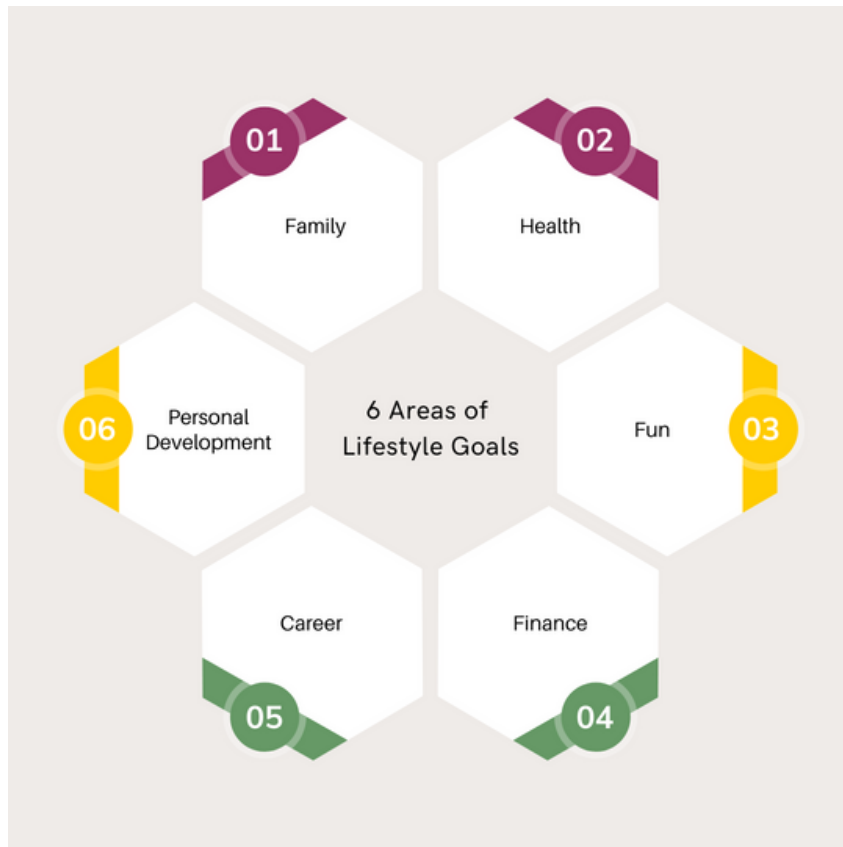 6 Areas of
Lifestyle Goals
01
Family
02
Health
03
Fun
04
Finance
05
Career
06
Personal
Development